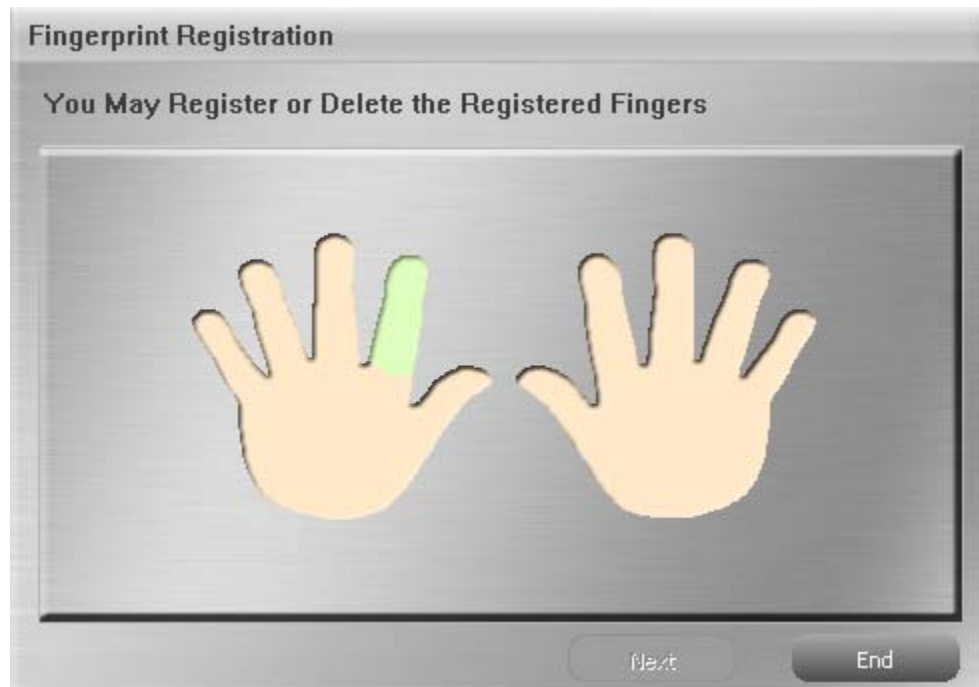 Fingerprint Registration
You May Register or Delete the Registered Fingers
Next
End